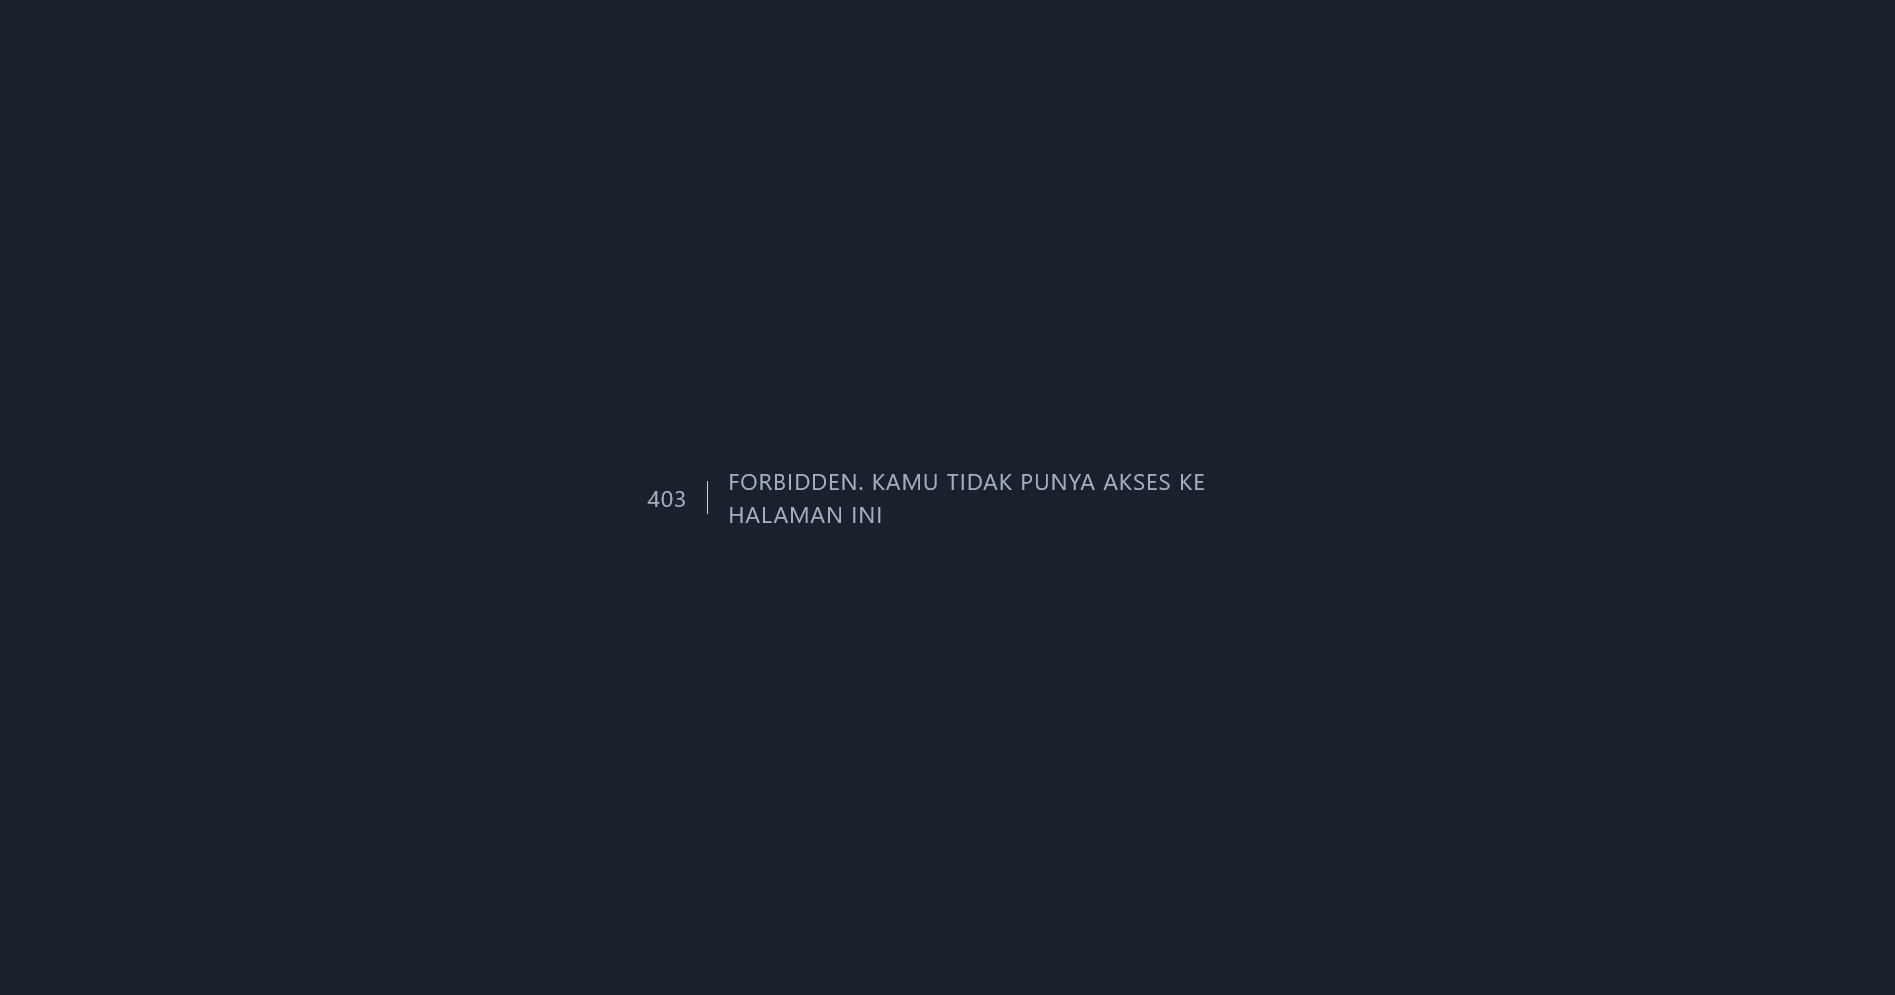 403
FORBIDDEN. KAMU TIDAK PUNYA AKSES KE
HALAMAN INI